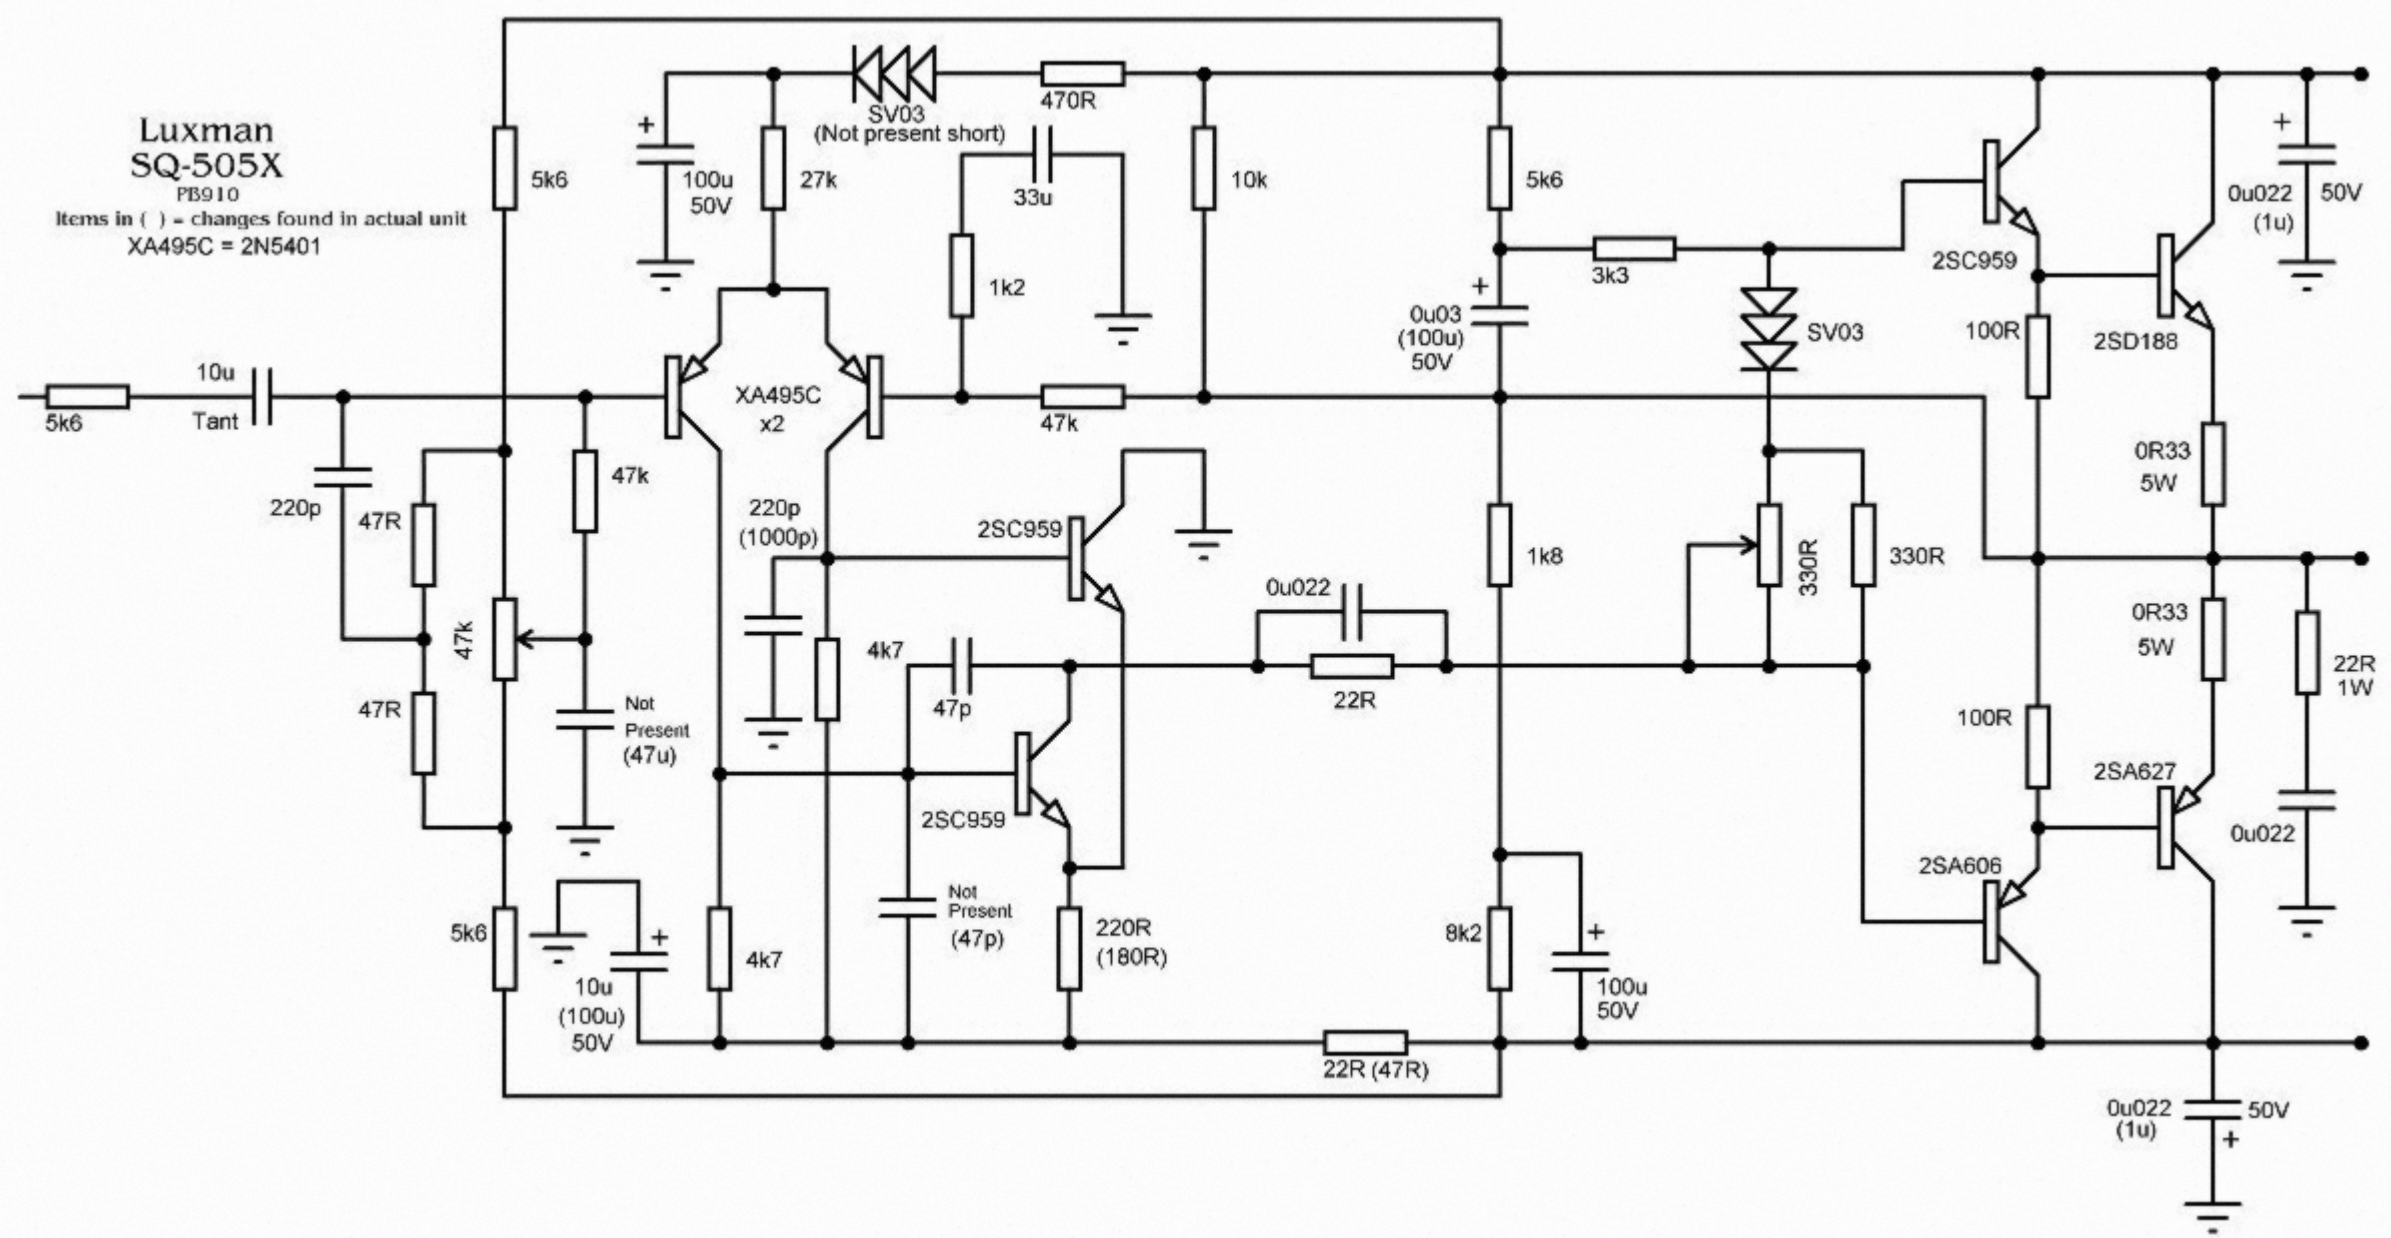 Luxman
SQ-505X
PB910
Items in ( ) = changes found in actual unit
XA495C = 2N5401
5k6
+
100u
50V
27k
SV03
(Not present short)
470R
33u
1k2
10k
5k6
3k3
+
0u03
(100u)
50V
SV03
2SC959
100R
2SD188
+
0u022
(1u)
50V
0R33
5W
5k6
10u
Tant
220p
47R
47R
47k
47k
Not
Present
(47u)
XA495C
x2
47k
220p
(1000p)
2SC959
4k7
47p
0u022
22R
1k8
330R
330R
0R33
5W
22R
1W
0u022
100R
2SA627
2SA606
2SC959
Not
Present
(47p)
220R
(180R)
5k6
+
10u
(100u)
50V
4k7
8k2
+
100u
50V
22R (47R)
0u022
(1u)
50V
+